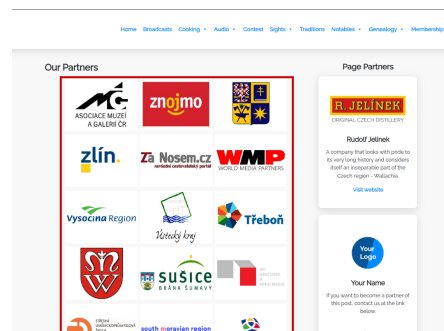 Home Broadcasts Cooking Audio Contest Sights Traditions Notables Genealogy Membership
Our Partners
Page Partners
ASOCIACE MUZEÍ
A GALERIÍ ČR
znojmo
R. JELÍNEK
ORIGINAL CZECH DISTILLERY
Rudolf Jelinek
A company that looks with pride to
its very long history and considers
itself an inseparable part of the
Czech region - Wallachia.
Visit website
zlín.
Za Nosem.cz
WMP
WORLD MEDIA PARTNERS
Vysočina Region
Ústecký kraj
Třeboň
SUŠICE
BRÁNA ŠUMAVY
Your
Logo
Your Name
If you want to become a partner of
this post, contact us at the link
below.
south moravian region